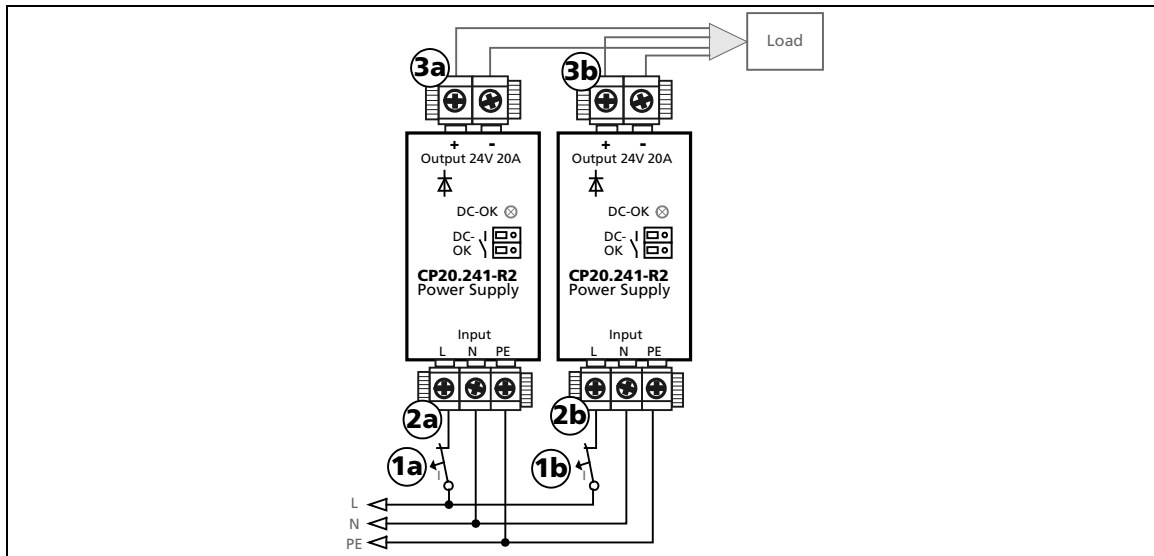 Load
3a
3b
+ -
Output 24V 20A
DC-OK
DC-
OK
CP20.241-R2
Power Supply
Input
L N PE
+ -
Output 24V 20A
DC-OK
DC-
OK
CP20.241-R2
Power Supply
Input
L N PE
2a
2b
1a
I
1b
I
L
N
PE